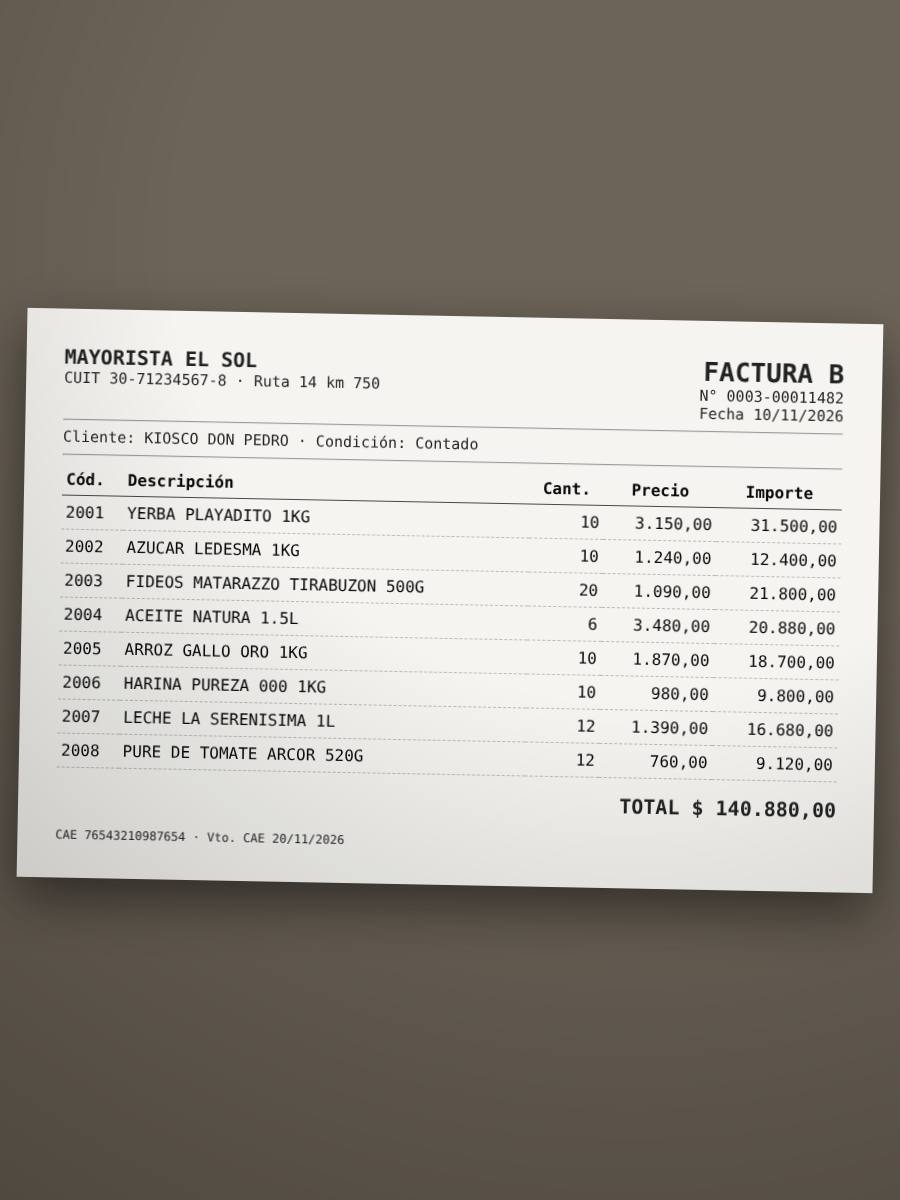 MAYORISTA EL SOL
CUIT 30-71234567-8 · Ruta 14 km 750
FACTURA B
N° 0003-00011482
Fecha 10/11/2026
Cliente: KIOSCO DON PEDRO · Condición: Contado
Cód. Descripción Cant. Precio Importe
2001 YERBA PLAYADITO 1KG 10 3.150,00 31.500,00
2002 AZUCAR LEDESMA 1KG 10 1.240,00 12.400,00
2003 FIDEOS MATARAZZO TIRABUZON 500G 20 1.090,00 21.800,00
2004 ACEITE NATURA 1.5L 6 3.480,00 20.880,00
2005 ARROZ GALLO ORO 1KG 10 1.870,00 18.700,00
2006 HARINA PUREZA 000 1KG 10 980,00 9.800,00
2007 LECHE LA SERENISIMA 1L 12 1.390,00 16.680,00
2008 PURE DE TOMATE ARCOR 520G 12 760,00 9.120,00
TOTAL $ 140.880,00
CAE 76543210987654 · Vto. CAE 20/11/2026